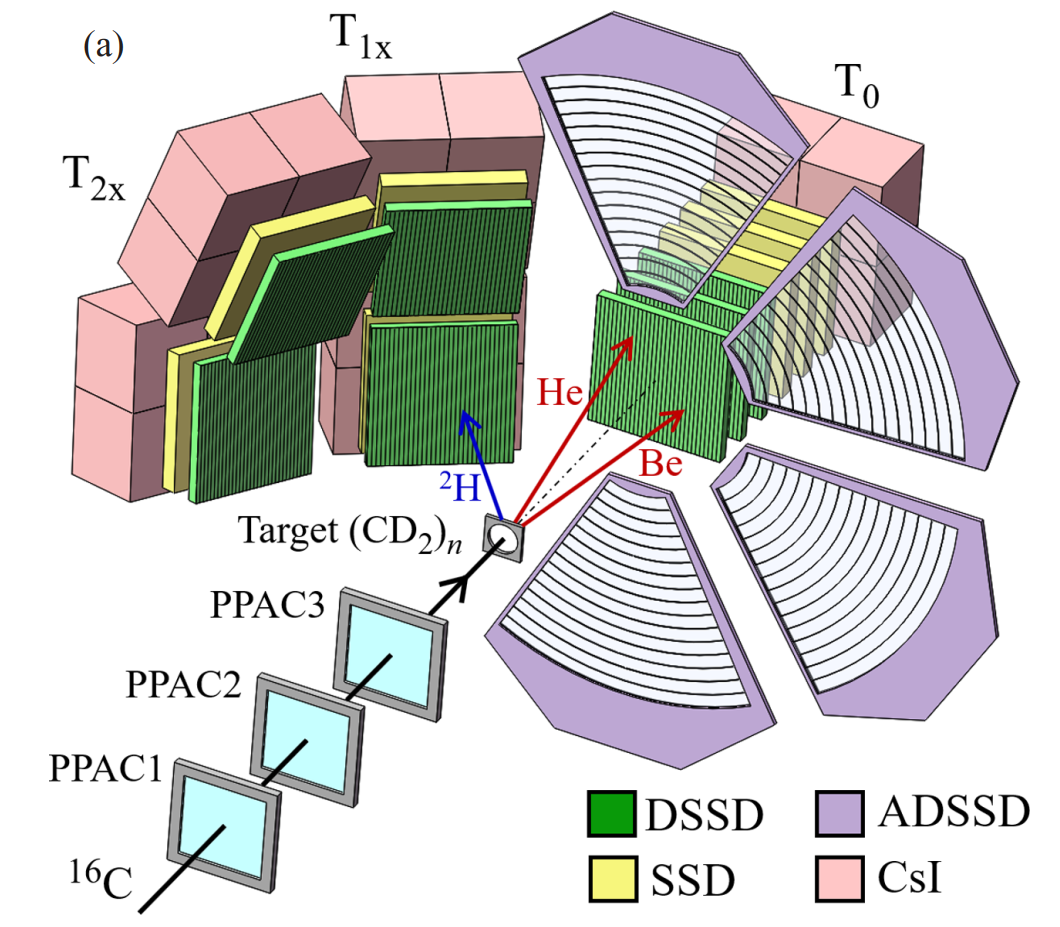 (a)
T1x
T0
T2x
He
Be
²H
Target (CD₂)ₙ
PPAC3
PPAC2
PPAC1
¹⁶C
DSSD
ADSSD
SSD
CsI